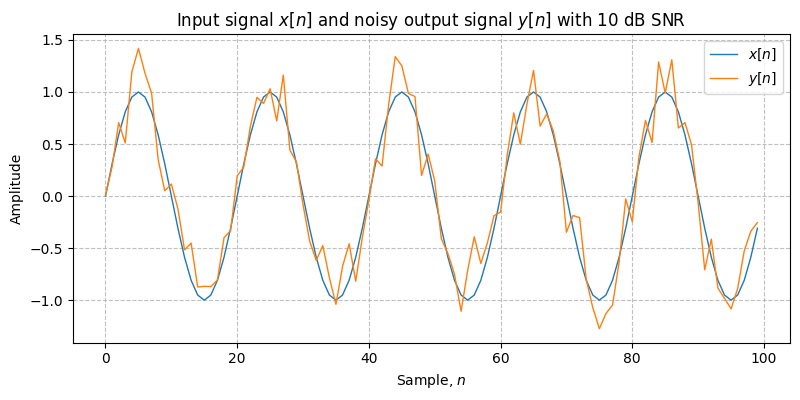 Input signal x[n] and noisy output signal y[n] with 10 dB SNR
1.5
1.0
0.5
0.0
−0.5
−1.0
Amplitude
x[n]
y[n]
0 20 40 60 80 100
Sample, n